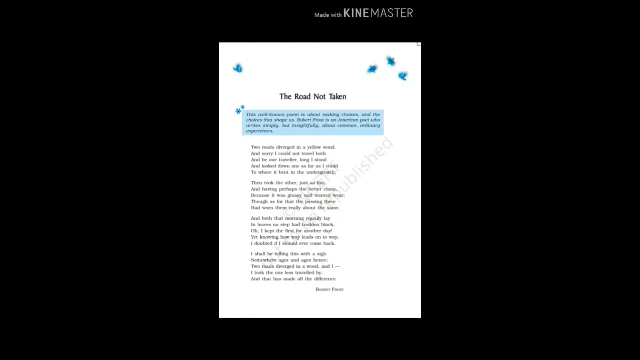 Made with KINEMASTER
The Road Not Taken
This well-known poem is about making choices, and the
choices that shape us. Robert Frost is an American poet who
writes simply, but insightfully, about common, ordinary
experiences.
Two roads diverged in a yellow wood,
And sorry I could not travel both
And be one traveller, long I stood
And looked down one as far as I could
To where it bent in the undergrowth;
Then took the other, just as fair,
And having perhaps the better claim,
Because it was grassy and wanted wear;
Though as for that the passing there
Had worn them really about the same,
And both that morning equally lay
In leaves no step had trodden black.
Oh, I kept the first for another day!
Yet knowing how way leads on to way,
I doubted if I should ever come back.
I shall be telling this with a sigh
Somewhere ages and ages hence:
Two roads diverged in a wood, and I —
I took the one less travelled by,
And that has made all the difference.
Robert Frost
published